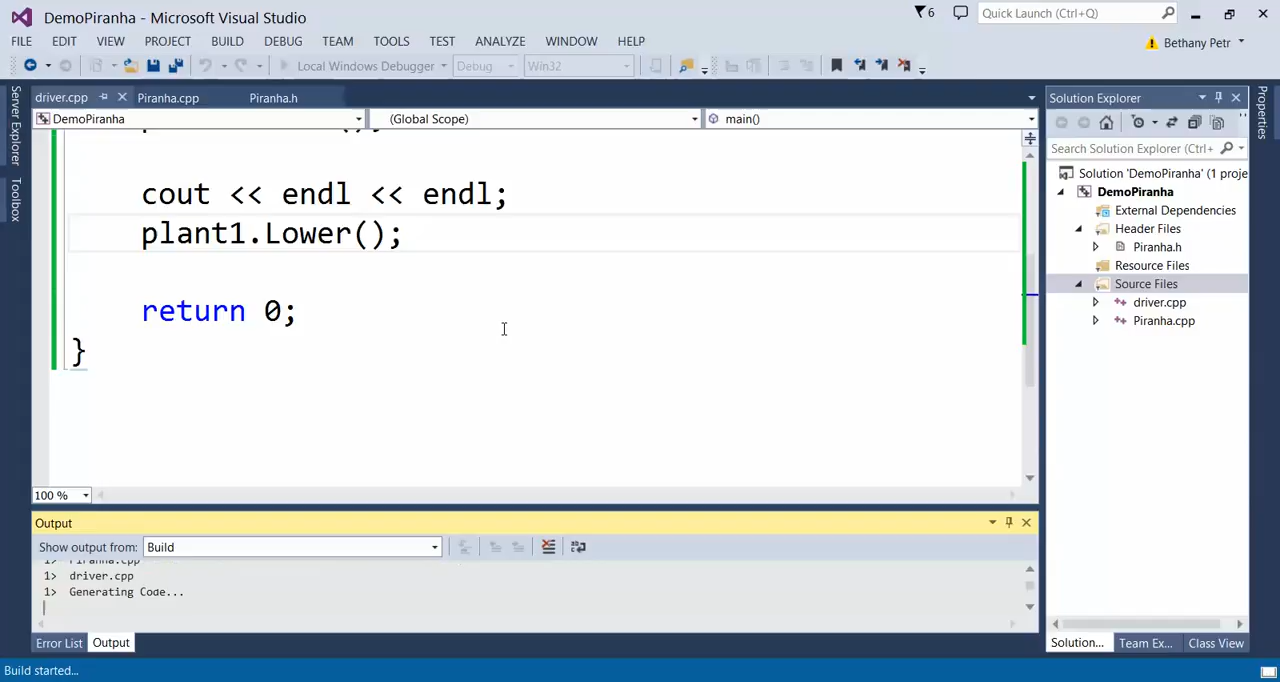 DemoPiranha - Microsoft Visual Studio
6
Quick Launch (Ctrl+Q)
FILE EDIT VIEW PROJECT BUILD DEBUG TEAM TOOLS TEST ANALYZE WINDOW HELP
Bethany Petr
Local Windows Debugger Debug Win32
Server Explorer
Toolbox
driver.cpp Piranha.cpp Piranha.h
DemoPiranha (Global Scope) main()
cout << endl << endl;
plant1.Lower();
return 0;
}
100 %
Output
Show output from: Build
1> Piranha.cpp
1> driver.cpp
1> Generating Code...
Error List Output
Solution Explorer
Search Solution Explorer (Ctrl+
Solution 'DemoPiranha' (1 proje
DemoPiranha
External Dependencies
Header Files
Piranha.h
Resource Files
Source Files
driver.cpp
Piranha.cpp
Solution... Team Ex... Class View
Properties
Build started...